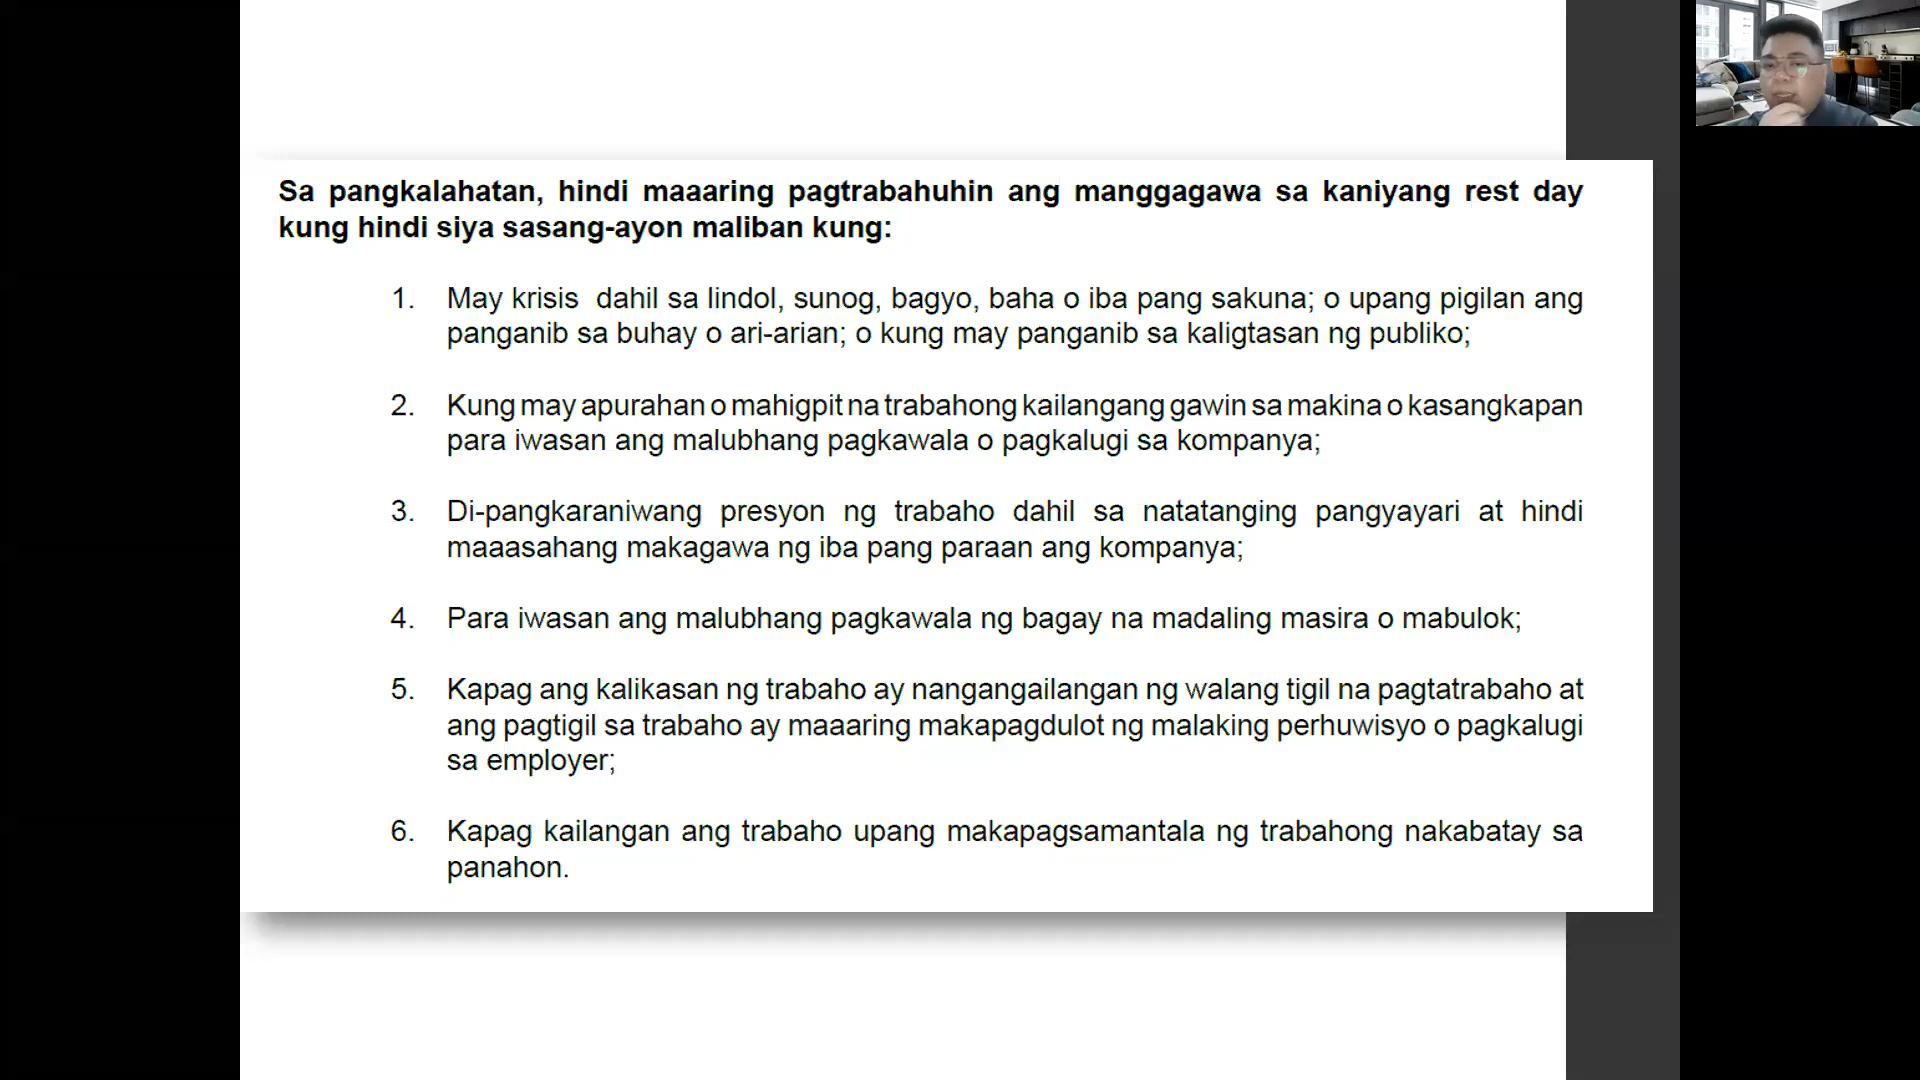 Sa pangkalahatan, hindi maaaring pagtrabahuhin ang manggagawa sa kaniyang rest day
kung hindi siya sasang-ayon maliban kung:
1. May krisis dahil sa lindol, sunog, bagyo, baha o iba pang sakuna; o upang pigilan ang
panganib sa buhay o ari-arian; o kung may panganib sa kaligtasan ng publiko;
2. Kung may apurahan o mahigpit na trabahong kailangang gawin sa makina o kasangkapan
para iwasan ang malubhang pagkawala o pagkalugi sa kompanya;
3. Di-pangkaraniwang presyon ng trabaho dahil sa natatanging pangyayari at hindi
maaasahang makagawa ng iba pang paraan ang kompanya;
4. Para iwasan ang malubhang pagkawala ng bagay na madaling masira o mabulok;
5. Kapag ang kalikasan ng trabaho ay nangangailangan ng walang tigil na pagtatrabaho at
ang pagtigil sa trabaho ay maaaring makapagdulot ng malaking perhuwisyo o pagkalugi
sa employer;
6. Kapag kailangan ang trabaho upang makapagsamantala ng trabahong nakabatay sa
panahon.